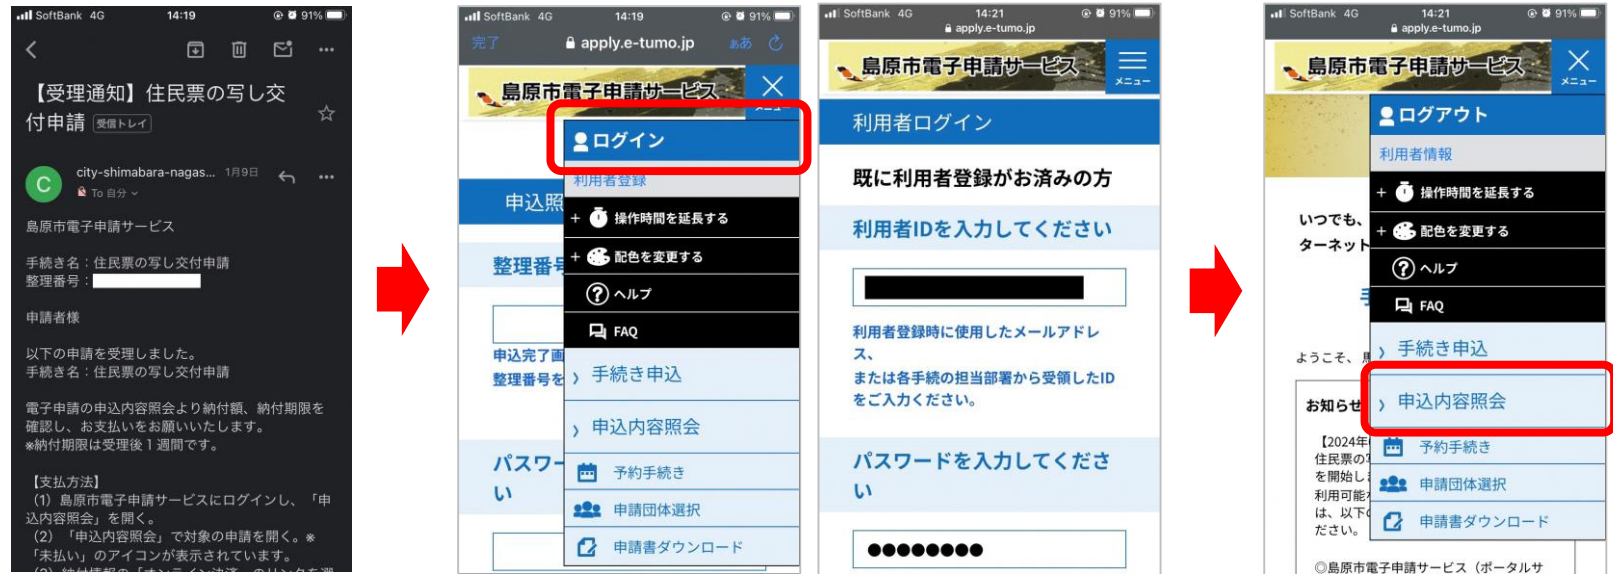 SoftBank 4G 14:19 91%
【受理通知】住民票の写し交
付申請 受信トレイ
C
city-shimabara-nagas... 1月9日
To 自分
島原市電子申請サービス
手続き名：住民票の写し交付申請
整理番号：
申請者様
以下の申請を受理しました。
手続き名：住民票の写し交付申請
電子申請の申込内容照会より納付額、納付期限を
確認し、お支払いをお願いいたします。
※納付期限は受理後１週間です。
【支払方法】
（1）島原市電子申請サービスにログインし、「申
込内容照会」を開く。
（2）「申込内容照会」で対象の申請を開く。※
「未払い」のアイコンが表示されています。
SoftBank 4G 14:19 91%
完了 apply.e-tumo.jp ぁあ
島原市電子申請サービス
メニュー
ログイン
利用者登録
申込照
+ 操作時間を延長する
+ 配色を変更する
整理番号
ヘルプ
FAQ
申込完了画
整理番号を
手続き申込
申込内容照会
パスワー
い
予約手続き
申請団体選択
申請書ダウンロード
SoftBank 4G 14:21 91%
apply.e-tumo.jp
島原市電子申請サービス
メニュー
利用者ログイン
既に利用者登録がお済みの方
利用者IDを入力してください
利用者登録時に使用したメールアドレ
ス、
または各手続の担当部署から受領したID
をご入力ください。
パスワードを入力してくださ
い
●●●●●●●●
SoftBank 4G 14:21 91%
apply.e-tumo.jp
島原市電子申請サービス
メニュー
ログアウト
利用者情報
+ 操作時間を延長する
いつでも、
ターネット
+ 配色を変更する
ヘルプ
FAQ
ようこそ、
手続き申込
お知らせ
申込内容照会
【2024年
住民票の
を開始し
利用可能
は、以下
ださい。
予約手続き
申請団体選択
申請書ダウンロード
◎島原市電子申請サービス（ポータルサ